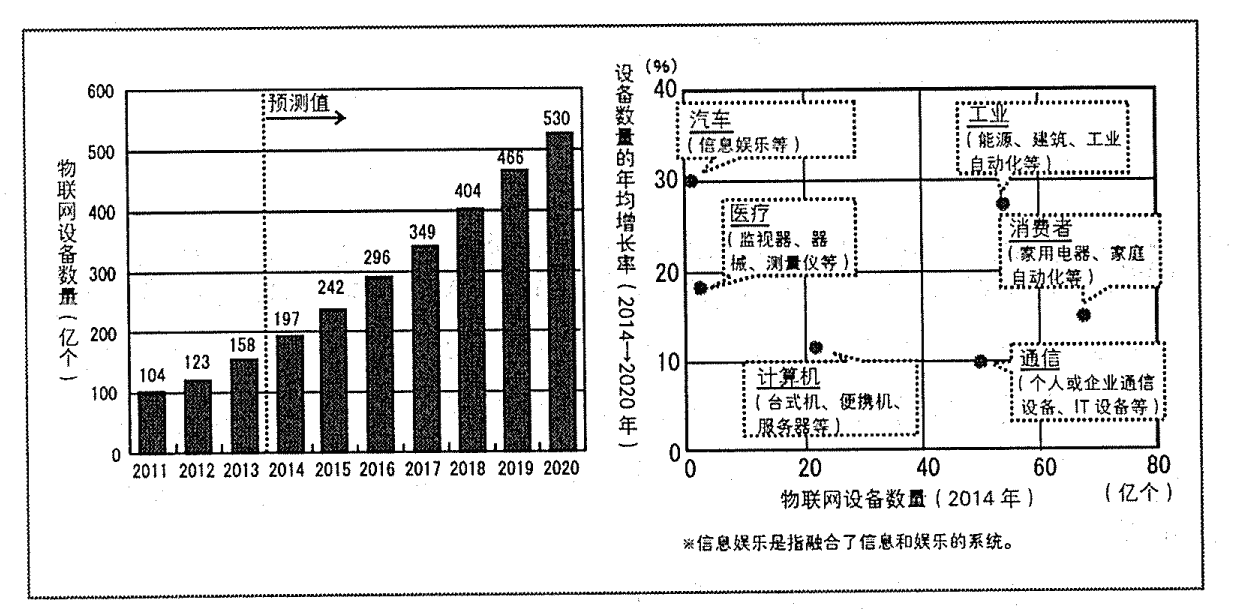 物联网设备数量（亿个）
600
500
400
300
200
100
0
预测值
104
123
158
197
242
296
349
404
466
530
2011
2012
2013
2014
2015
2016
2017
2018
2019
2020
设备数量的年均增长率（2014→2020年）
(%)
40
30
20
10
0
汽车
（信息娱乐等）
工业
（能源、建筑、工业
自动化等）
医疗
（监视器、器
械、测量仪等）
消费者
（家用电器、家庭
自动化等）
计算机
（台式机、便携机、
服务器等）
通信
（个人或企业通信
设备、IT设备等）
0
20
40
60
80
物联网设备数量（2014年）
（亿个）
※信息娱乐是指融合了信息和娱乐的系统。